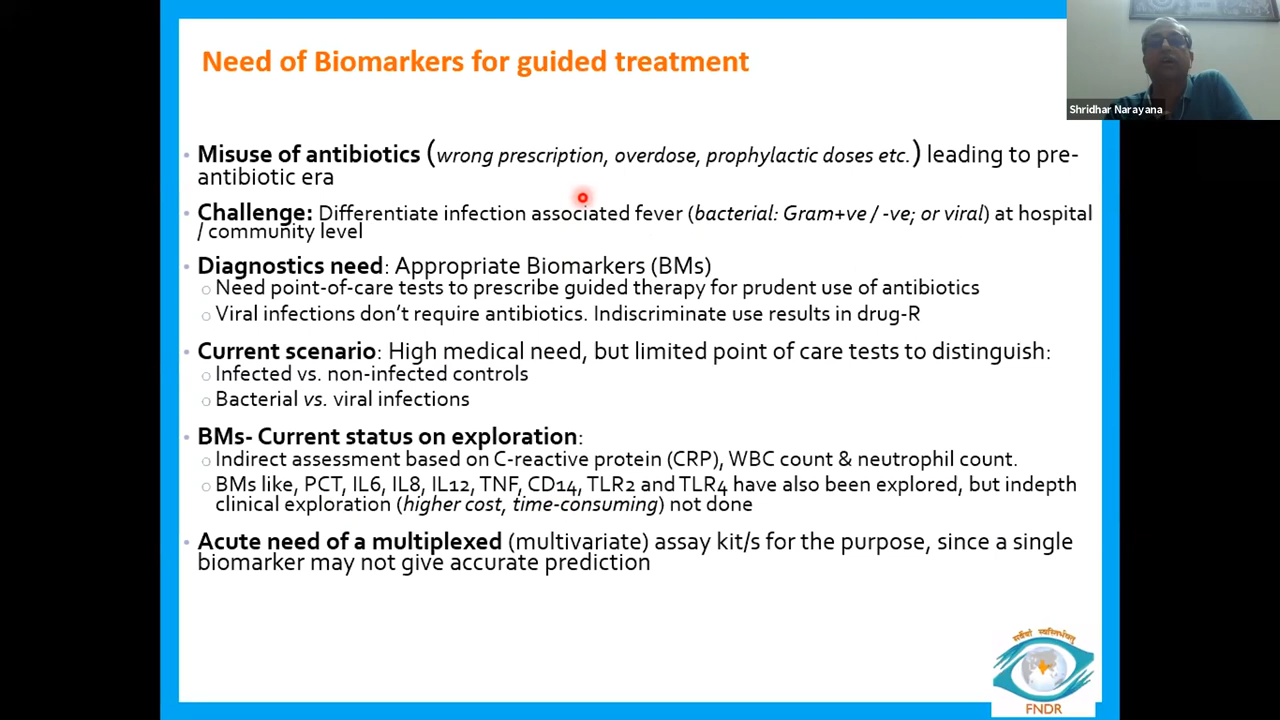 Need of Biomarkers for guided treatment
Shridhar Narayana
• Misuse of antibiotics (wrong prescription, overdose, prophylactic doses etc.) leading to pre-
antibiotic era
• Challenge: Differentiate infection associated fever (bacterial: Gram+ve / -ve; or viral) at hospital
/ community level
• Diagnostics need: Appropriate Biomarkers (BMs)
○ Need point-of-care tests to prescribe guided therapy for prudent use of antibiotics
○ Viral infections don't require antibiotics. Indiscriminate use results in drug-R
• Current scenario: High medical need, but limited point of care tests to distinguish:
○ Infected vs. non-infected controls
○ Bacterial vs. viral infections
• BMs- Current status on exploration:
○ Indirect assessment based on C-reactive protein (CRP), WBC count & neutrophil count.
○ BMs like, PCT, IL6, IL8, IL12, TNF, CD14, TLR2 and TLR4 have also been explored, but indepth
clinical exploration (higher cost, time-consuming) not done
• Acute need of a multiplexed (multivariate) assay kit/s for the purpose, since a single
biomarker may not give accurate prediction
FNDR